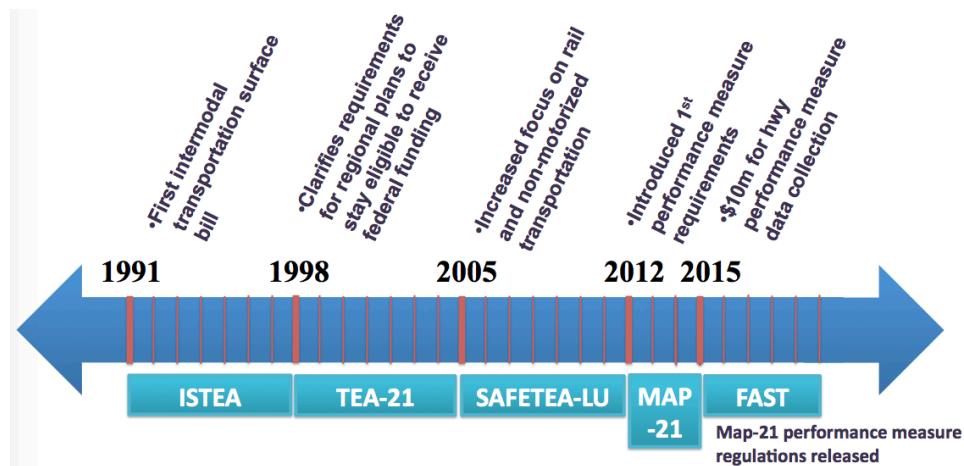 •First intermodal
transportation surface
bill
•Clarifies requirements
for regional plans to
stay eligible to receive
federal funding
•Increased focus on rail
and non-motorized
transportation
•Introduced 1st
performance measure
requirements
•$10m for hwy
performance measure
data collection
1991
1998
2005
2012
2015
ISTEA
TEA-21
SAFETEA-LU
MAP
-21
FAST
Map-21 performance measure
regulations released